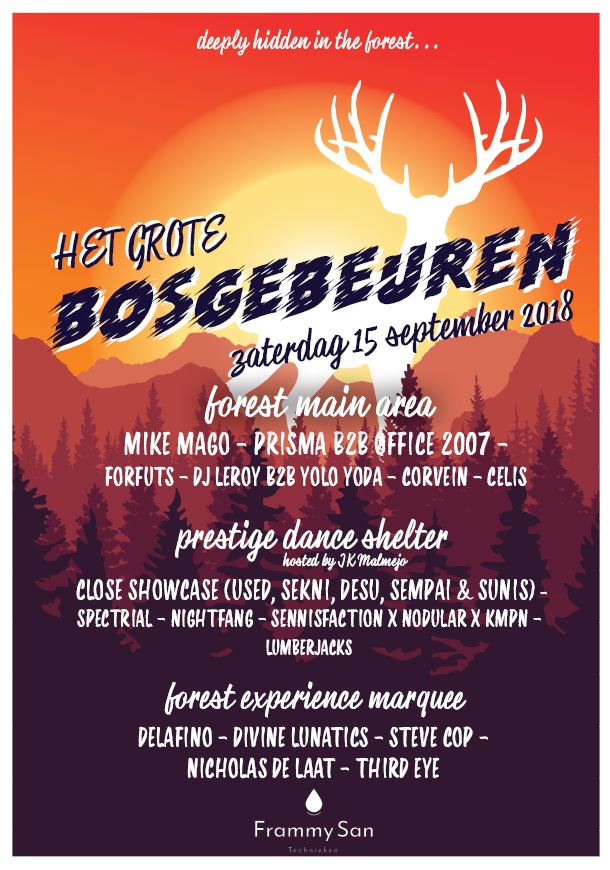 deeply hidden in the forest...
HET GROTE
BOSGEBEUREN
zaterdag 15 september 2018
forest main area
MIKE MAGO - PRISMA B2B @FFICE 2007 -
FORFUTS - DJ LEROY B2B YOLO YODA - CORVEIN - CELIS
prestige dance shelter
hosted by JK Malmejo
CLOSE SHOWCASE (USED, SEKNI, DESU, SEMPAI & SUNIS) -
SPECTRIAL - NIGHTFANG - SENNISFACTION X NODULAR X KMPN -
LUMBERJACKS
forest experience marquee
DELAFINO - DIVINE LUNATICS - STEVE COP -
NICHOLAS DE LAAT - THIRD EYE
Frammy San
Technieken